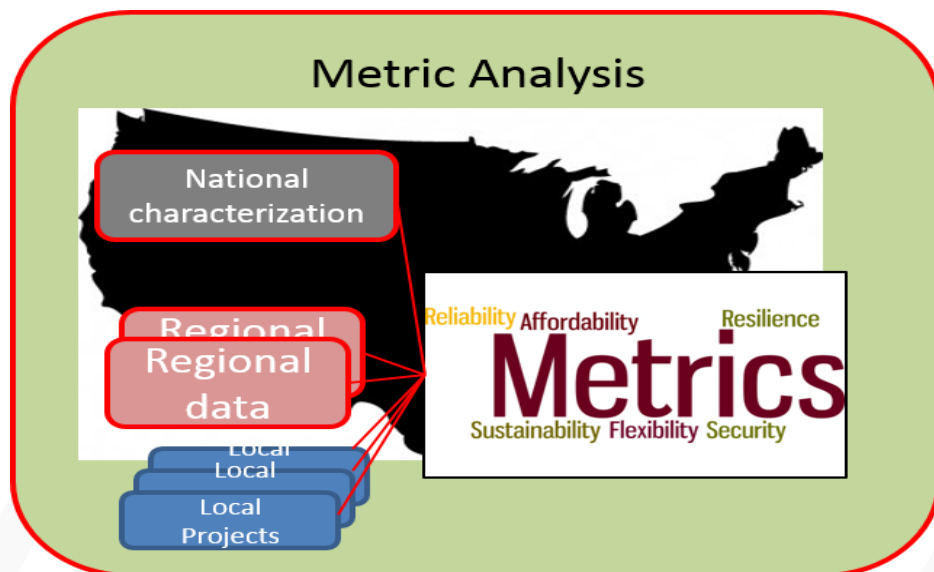 Metric Analysis
National
characterization
Regional
Regional
data
Local
Local
Local
Projects
Reliability Affordability Resilience
Metrics
Sustainability Flexibility Security